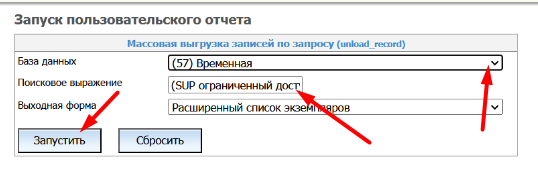 Запуск пользовательского отчета
Массовая выгрузка записей по запросу (unload_record)
База данных (57) Временная
Поисковое выражение (SUP ограниченный дост
Выходная форма Расширенный список экземпляров
Запустить Сбросить